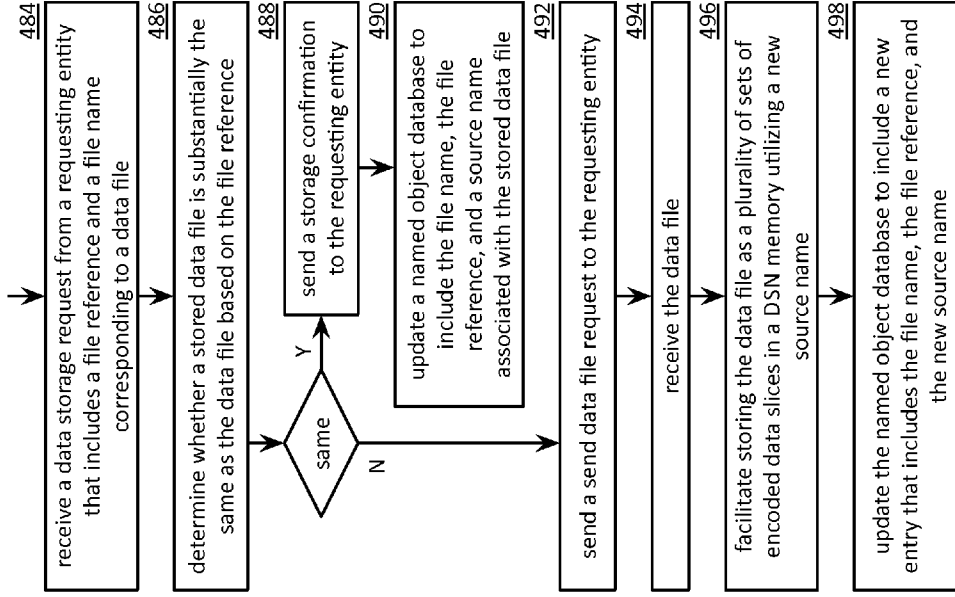 484
receive a data storage request from a requesting entity
that includes a file reference and a file name
corresponding to a data file
486
determine whether a stored data file is substantially the
same as the data file based on the file reference
same
Y
N
488
send a storage confirmation
to the requesting entity
490
update a named object database to
include the file name, the file
reference, and a source name
associated with the stored data file
492
send a send data file request to the requesting entity
494
receive the data file
496
facilitate storing the data file as a plurality of sets of
encoded data slices in a DSN memory utilizing a new
source name
498
update the named object database to include a new
entry that includes the file name, the file reference, and
the new source name